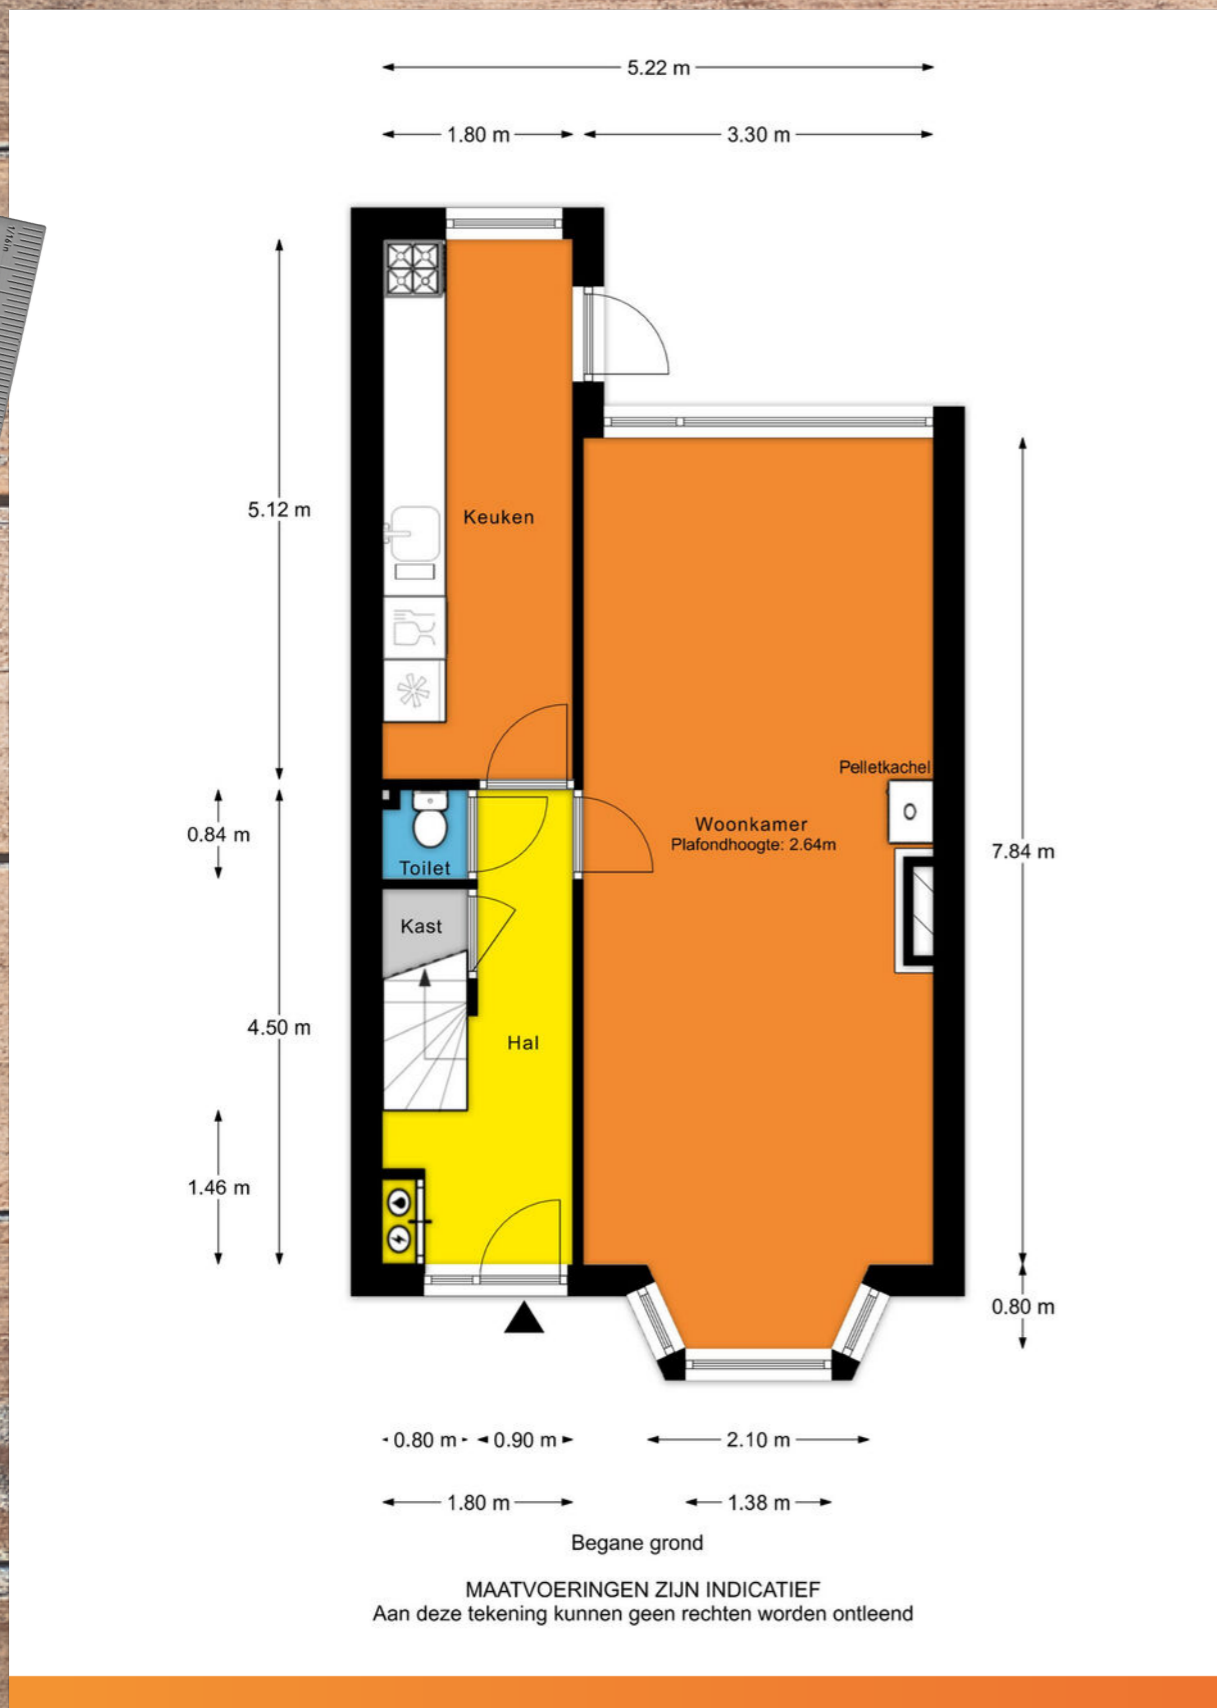 5.22 m
1.80 m
3.30 m
1/16in
5.12 m
Keuken
Pelletkachel
0.84 m
Woonkamer
Plafondhoogte: 2.64m
7.84 m
Toilet
Kast
4.50 m
Hal
1.46 m
0.80 m
0.80 m
0.90 m
2.10 m
1.80 m
1.38 m
Begane grond
MAATVOERINGEN ZIJN INDICATIEF
Aan deze tekening kunnen geen rechten worden ontleend